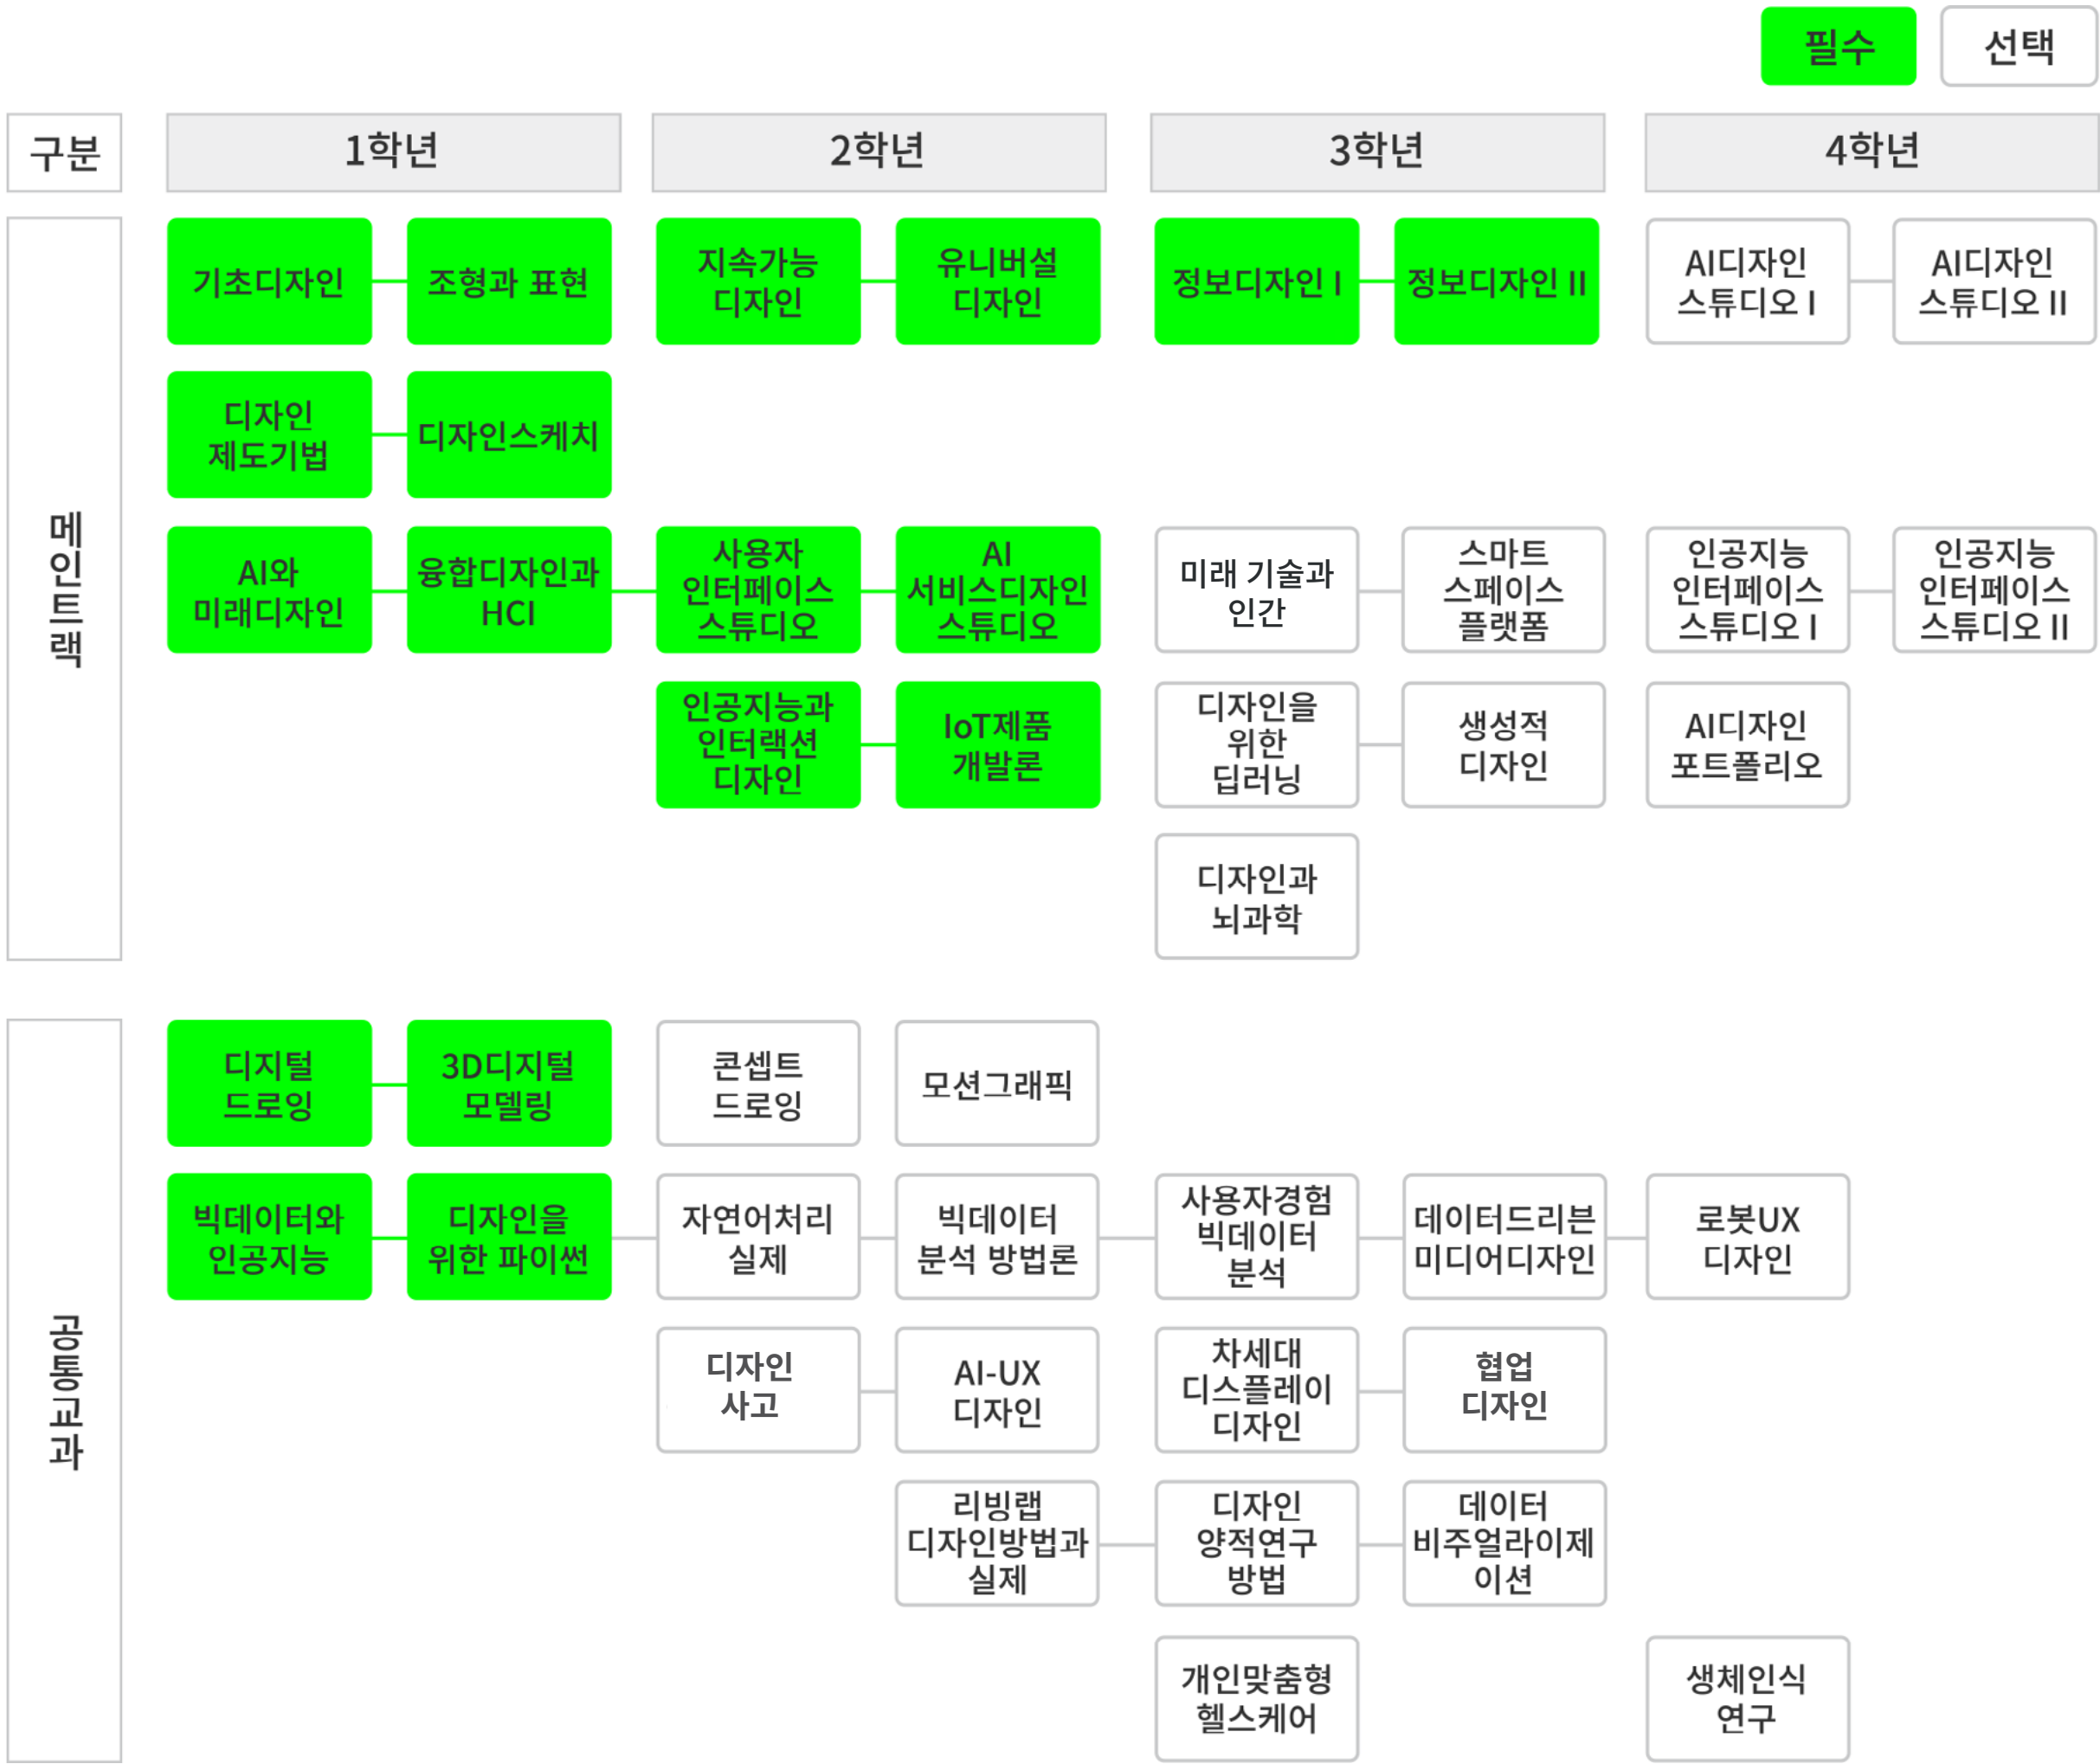 필수
선택
구분
1학년
2학년
3학년
4학년
메인트랙
기초디자인
조형과 표현
지속가능
디자인
유니버설
디자인
정보디자인 I
정보디자인 II
AI디자인
스튜디오 I
AI디자인
스튜디오 II
디자인
제도기법
디자인스케치
AI와
미래디자인
융합디자인과
HCI
사용자
인터페이스
스튜디오
AI
서비스디자인
스튜디오
미래 기술과
인간
스마트
스페이스
플랫폼
인공지능
인터페이스
스튜디오 I
인공지능
인터페이스
스튜디오 II
인공지능과
인터랙션
디자인
IoT제품
개발론
디자인을
위한
딥러닝
생성적
디자인
AI디자인
포트폴리오
디자인과
뇌과학
공통교과
디지털
드로잉
3D디지털
모델링
콘셉트
드로잉
모션그래픽
빅데이터와
인공지능
디자인을
위한 파이썬
자연어처리
실제
빅데이터
분석 방법론
사용자경험
빅데이터
분석
데이터드리븐
미디어디자인
로봇UX
디자인
디자인
사고
AI-UX
디자인
차세대
디스플레이
디자인
협업
디자인
리빙랩
디자인방법과
실제
디자인
양적연구
방법
데이터
비주얼라이제
이션
개인맞춤형
헬스케어
생체인식
연구